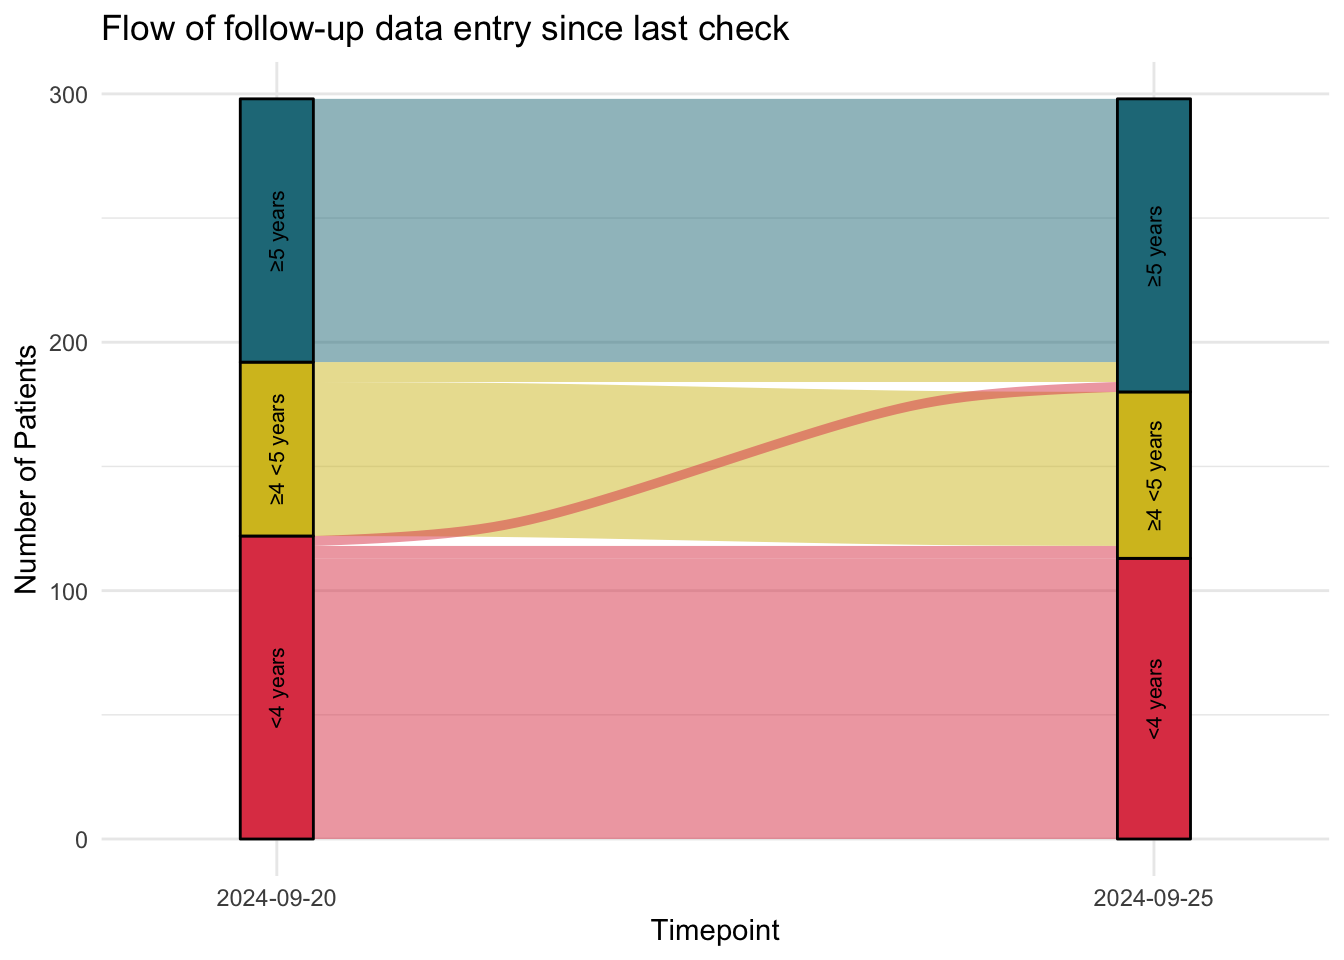 Flow of follow-up data entry since last check
Number of Patients
300
200
100
0
≥5 years
≥4 <5 years
<4 years
≥5 years
≥4 <5 years
<4 years
2024-09-20
2024-09-25
Timepoint